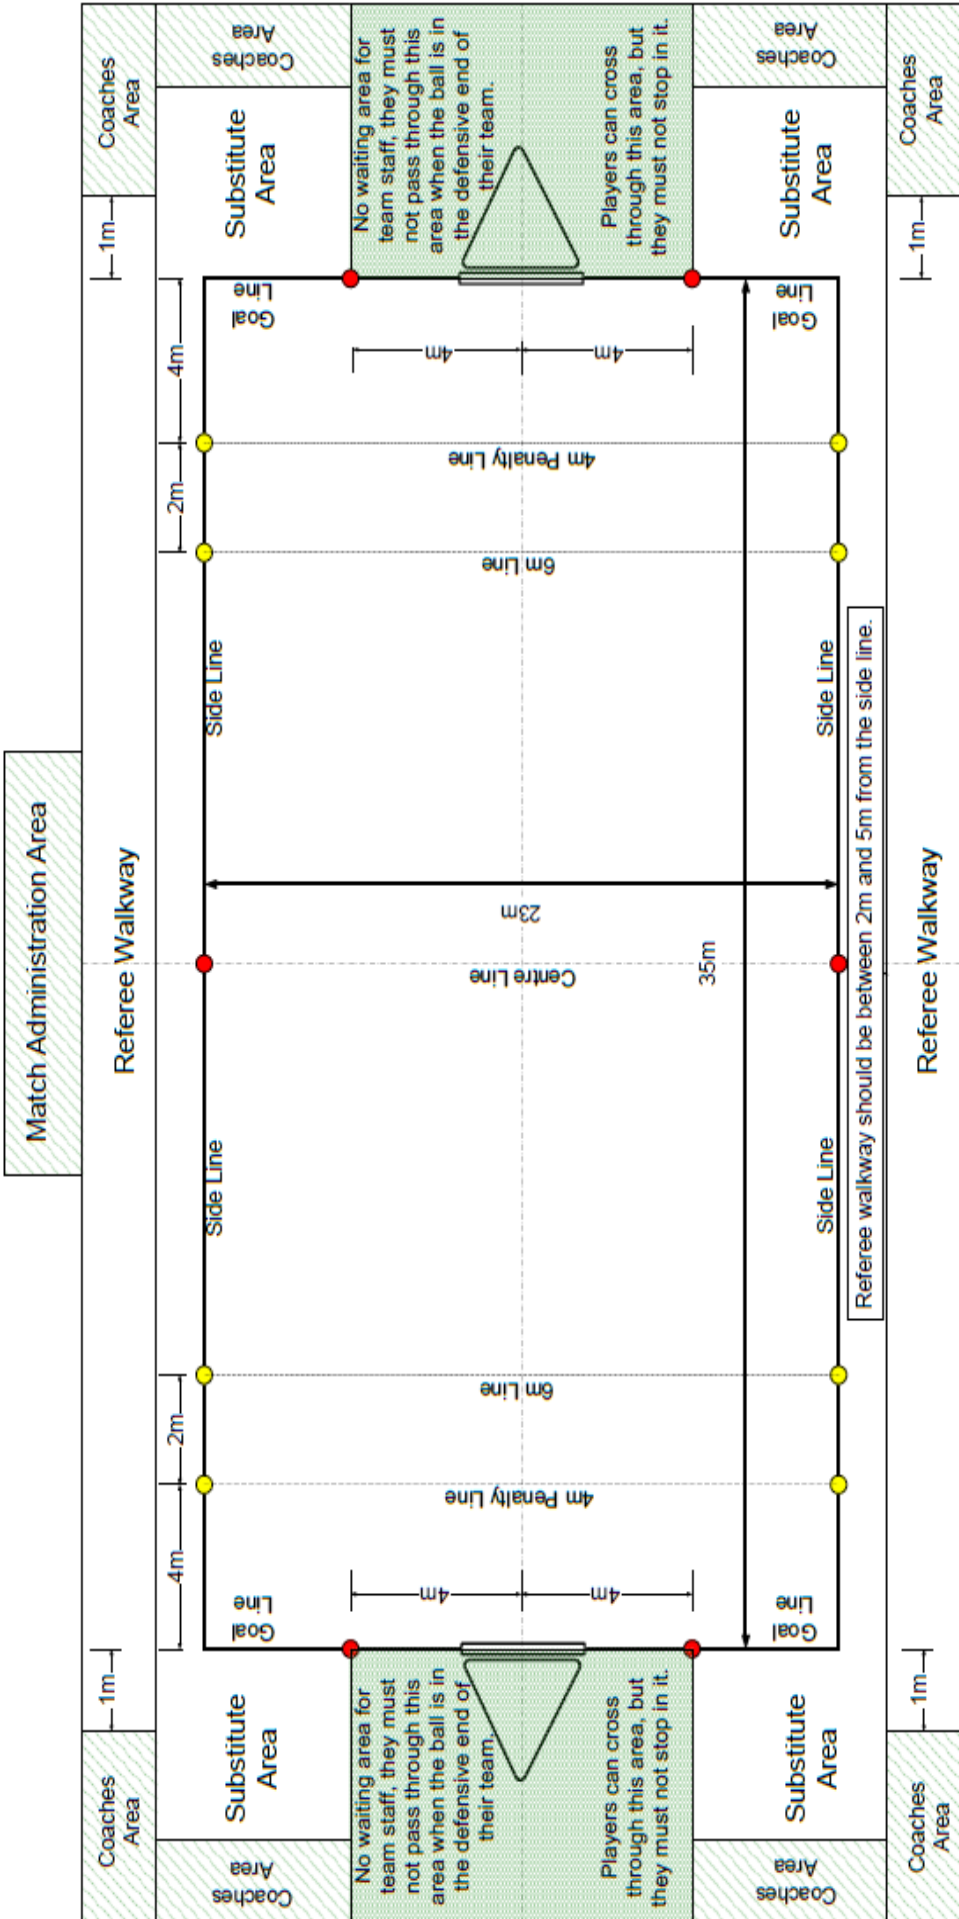 Match Administration Area
Coaches
Area
1m
Referee Walkway
1m
Coaches
Area
4m
2m
2m
4m
Coaches
Area
Substitute
Area
Goal
Line
Side Line
Side Line
Goal
Line
Substitute
Area
Coaches
Area
No waiting area for
team staff, they must
not pass through this
area when the ball is in
the defensive end of
their team.
4m
4m
4m Penalty Line
6m Line
Centre Line
23m
6m Line
4m Penalty Line
4m
4m
No waiting area for
team staff, they must
not pass through this
area when the ball is in
the defensive end of
their team.
Players can cross
through this area, but
they must not stop in it.
35m
Players can cross
through this area, but
they must not stop in it.
Coaches
Area
Substitute
Area
Goal
Line
Side Line
Side Line
Goal
Line
Substitute
Area
Coaches
Area
Referee walkway should be between 2m and 5m from the side line.
Coaches
Area
1m
Referee Walkway
1m
Coaches
Area